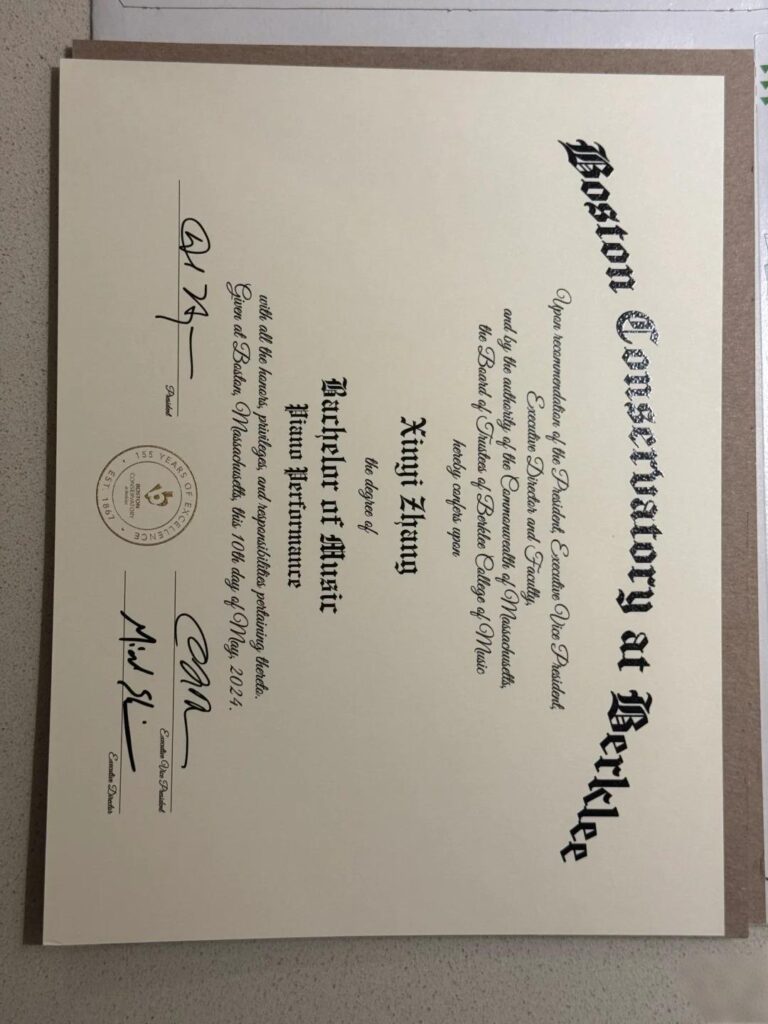 Boston Conservatory at Berklee
Upon recommendation of the President, Executive Vice President,
Executive Director and Faculty,
and by the authority of the Commonwealth of Massachusetts,
the Board of Trustees of Berklee College of Music
hereby confers upon
Xinyi Zhang
the degree of
Bachelor of Music
Piano Performance
with all the honors, privileges, and responsibilities pertaining thereto.
Given at Boston, Massachusetts, this 10th day of May, 2024.
President
155 YEARS OF EXCELLENCE
BOSTON
CONSERVATORY
at Berklee
EST. 1867
Executive Vice President
Executive Director